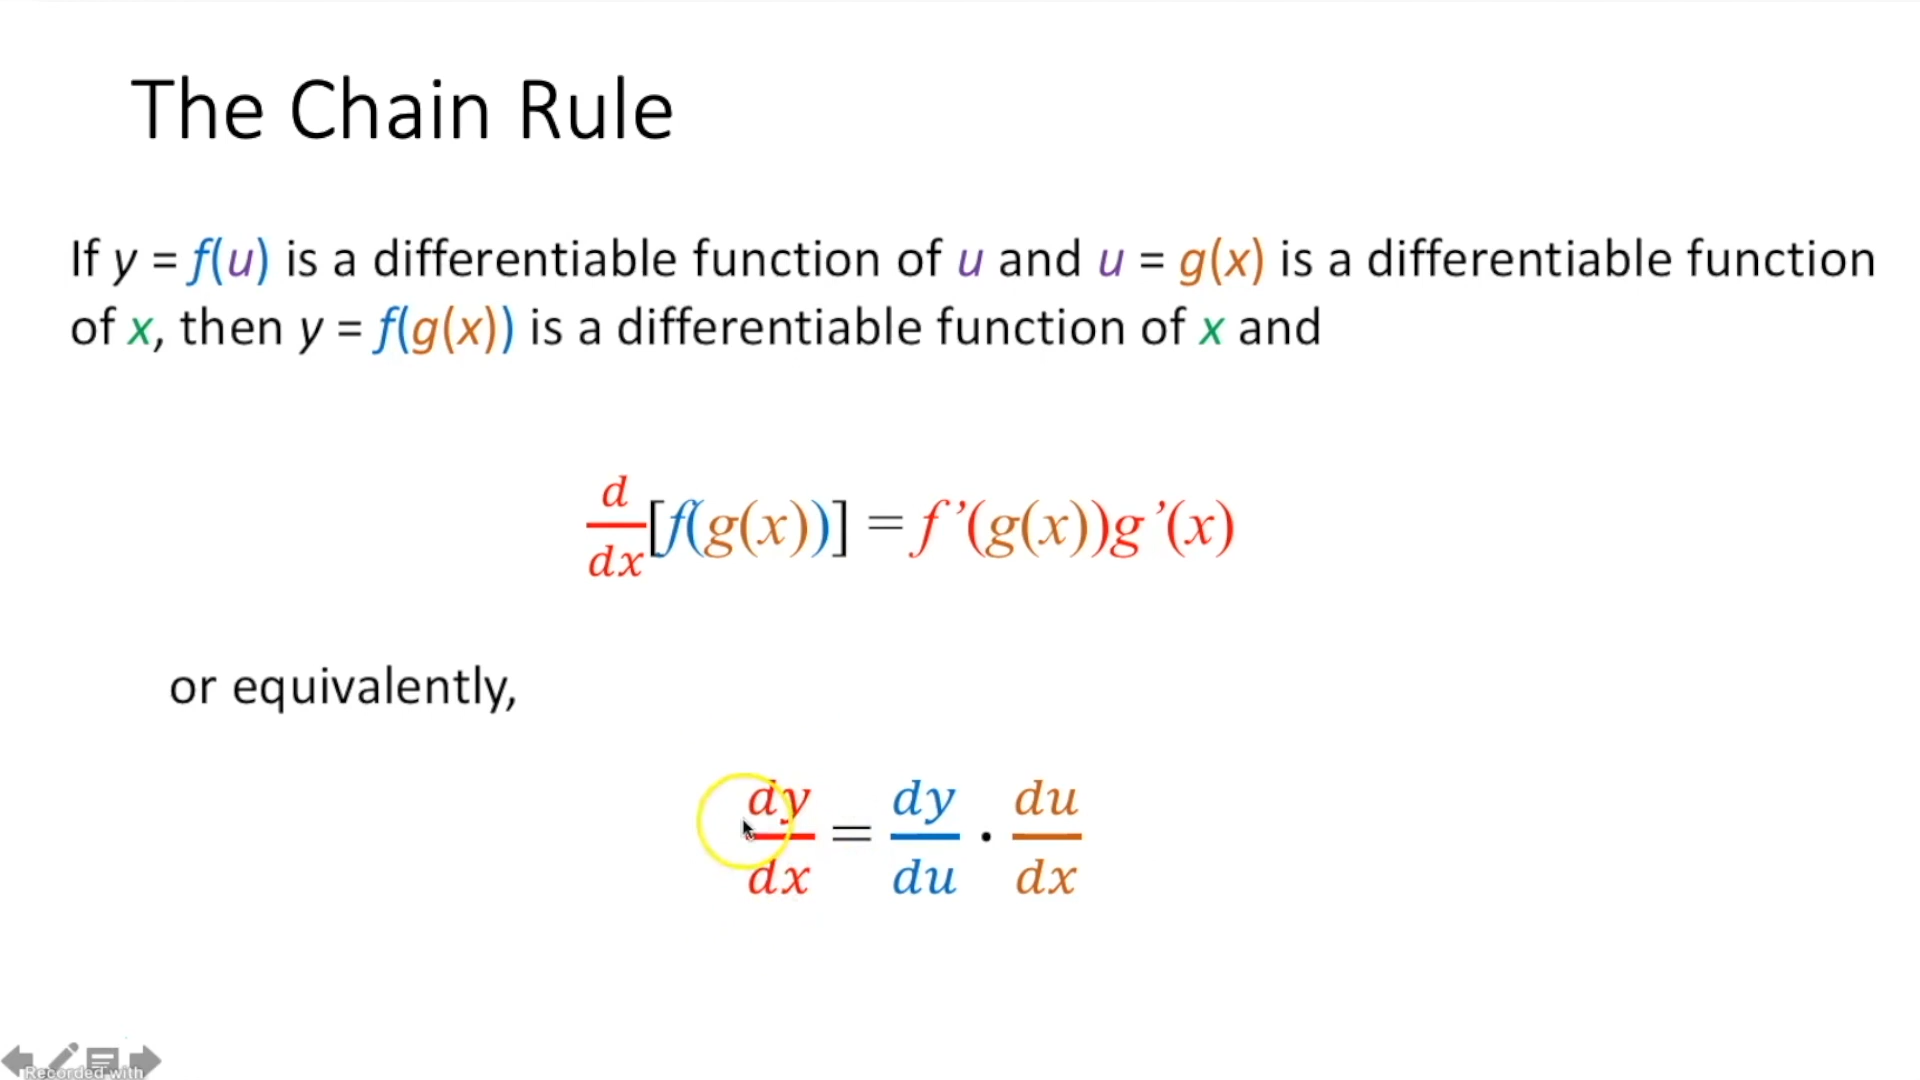 The Chain Rule
If y = f(u) is a differentiable function of u and u = g(x) is a differentiable function
of x, then y = f(g(x)) is a differentiable function of x and
d/dx [f(g(x))] = f’(g(x))g’(x)
or equivalently,
dy/dx = dy/du · du/dx
Recorded with